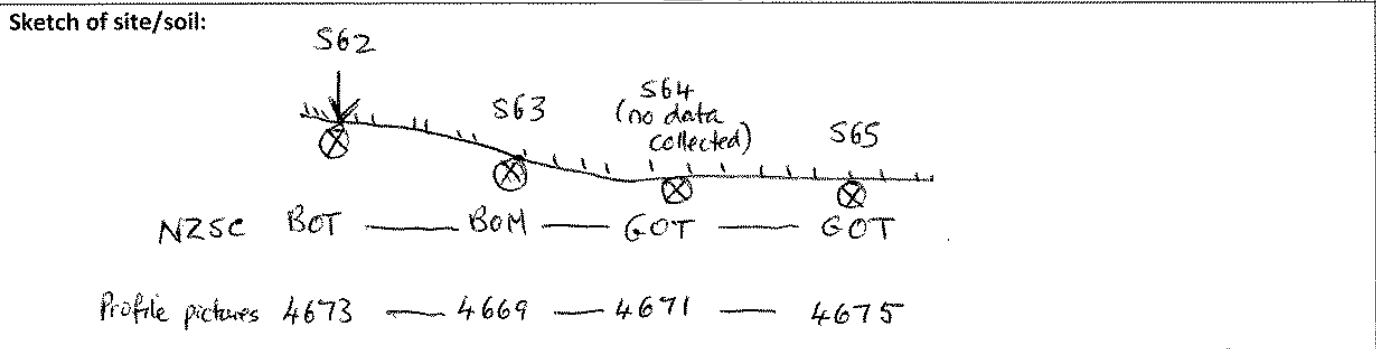 Sketch of site/soil:
S62
S63
S64
(no data
collected)
S65
NZSC BOT — BOM — GOT — GOT
Profile pictures 4673 — 4669 — 4671 — 4675